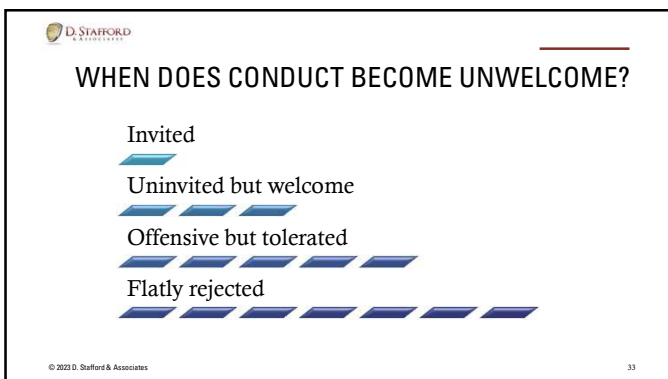 D. STAFFORD
& ASSOCIATES
WHEN DOES CONDUCT BECOME UNWELCOME?
Invited
Uninvited but welcome
Offensive but tolerated
Flatly rejected
© 2023 D. Stafford & Associates
33